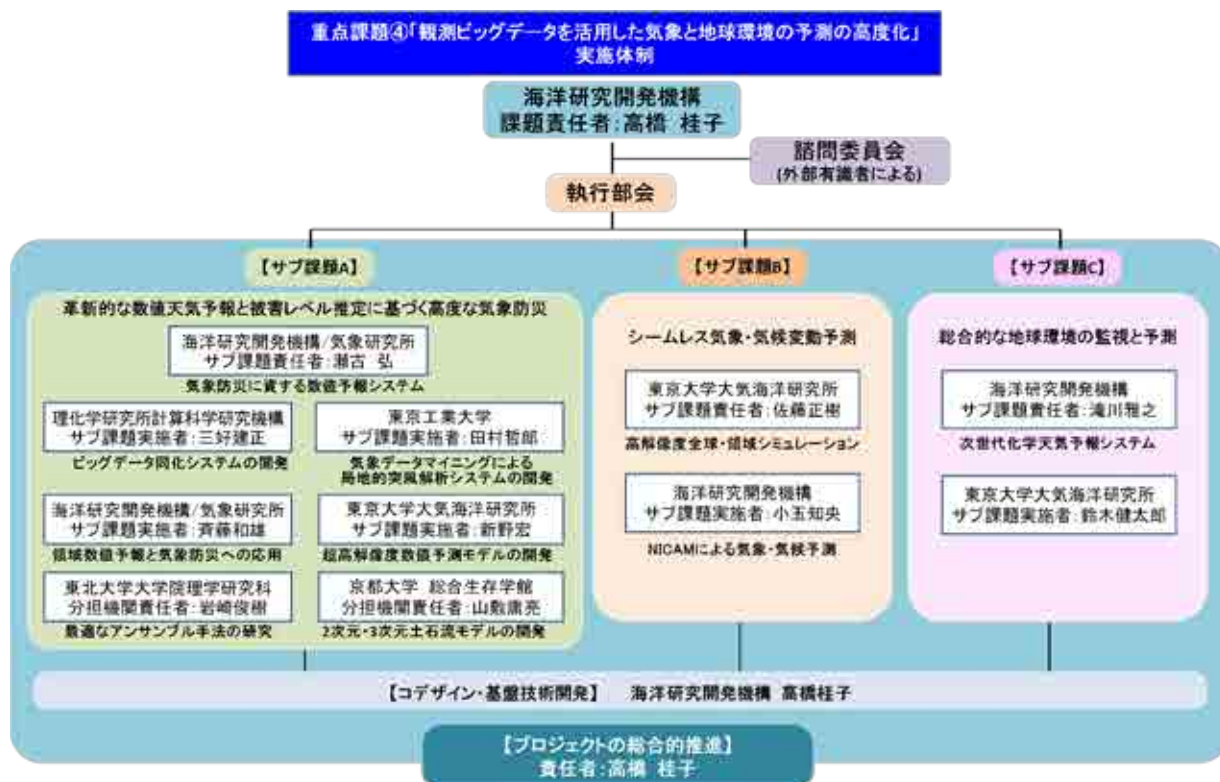 重点課題④「観測ビッグデータを活用した気象と地球環境の予測の高度化」
実施体制
海洋研究開発機構
課題責任者:高橋 桂子
諮問委員会
(外部有識者による)
執行部会
【サブ課題A】
革新的な数値天気予報と被害レベル推定に基づく高度な気象防災
海洋研究開発機構/気象研究所
サブ課題責任者:瀬古 弘
気象防災に資する数値予報システム
理化学研究所計算科学研究機構
サブ課題実施者:三好建正
ビッグデータ同化システムの開発
東京工業大学
サブ課題実施者:田村哲郎
気象データマイニングによる
局地的突風解析システムの開発
海洋研究開発機構/気象研究所
サブ課題実施者:斉藤和雄
領域数値予報と気象防災への応用
東京大学大気海洋研究所
サブ課題実施者:新野宏
超高解像度数値予測モデルの開発
東北大学大学院理学研究科
分担機関責任者:岩崎俊樹
最適なアンサンブル手法の研究
京都大学 総合生存学館
分担機関責任者:山敷庸亮
2次元・3次元土石流モデルの開発
【サブ課題B】
シームレス気象・気候変動予測
東京大学大気海洋研究所
サブ課題責任者:佐藤正樹
高解像度全球・領域シミュレーション
海洋研究開発機構
サブ課題実施者:小玉知央
NICAMによる気象・気候予測
【サブ課題C】
総合的な地球環境の監視と予測
海洋研究開発機構
サブ課題責任者:滝川雅之
次世代化学天気予報システム
東京大学大気海洋研究所
サブ課題実施者:鈴木健太郎
【コデザイン・基盤技術開発】 海洋研究開発機構 高橋桂子
【プロジェクトの総合的推進】
責任者:高橋 桂子